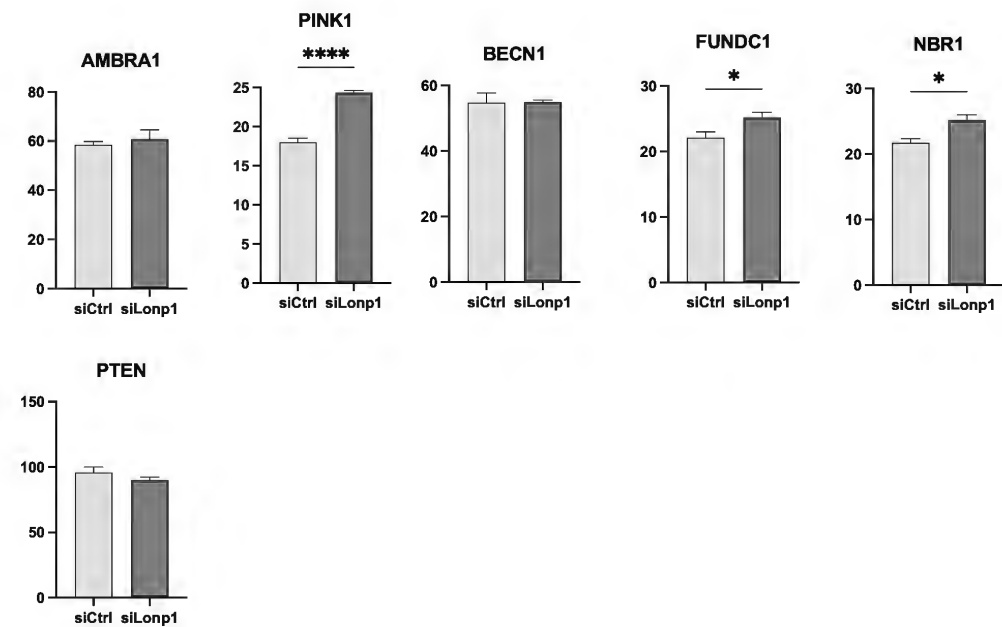 AMBRA1
80
60
40
20
0
siCtrl siLonp1
PINK1
****
25
20
15
10
5
0
siCtrl siLonp1
BECN1
60
40
20
0
siCtrl siLonp1
FUNDC1
*
30
20
10
0
siCtrl siLonp1
NBR1
*
30
20
10
0
siCtrl siLonp1
PTEN
150
100
50
0
siCtrl siLonp1